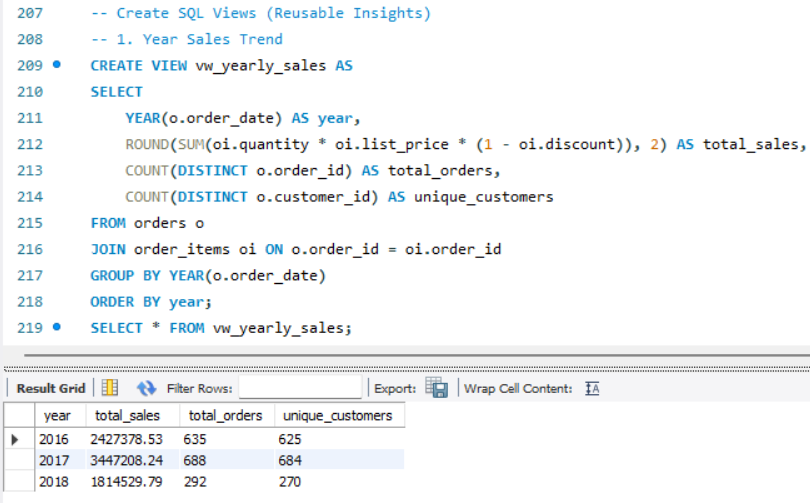 207 -- Create SQL Views (Reusable Insights)
208 -- 1. Year Sales Trend
209 CREATE VIEW vw_yearly_sales AS
210 SELECT
211 YEAR(o.order_date) AS year,
212 ROUND(SUM(oi.quantity * oi.list_price * (1 - oi.discount)), 2) AS total_sales,
213 COUNT(DISTINCT o.order_id) AS total_orders,
214 COUNT(DISTINCT o.customer_id) AS unique_customers
215 FROM orders o
216 JOIN order_items oi ON o.order_id = oi.order_id
217 GROUP BY YEAR(o.order_date)
218 ORDER BY year;
219 SELECT * FROM vw_yearly_sales;
Result Grid Filter Rows: Export: Wrap Cell Content:
year total_sales total_orders unique_customers
2016 2427378.53 635 625
2017 3447208.24 688 684
2018 1814529.79 292 270